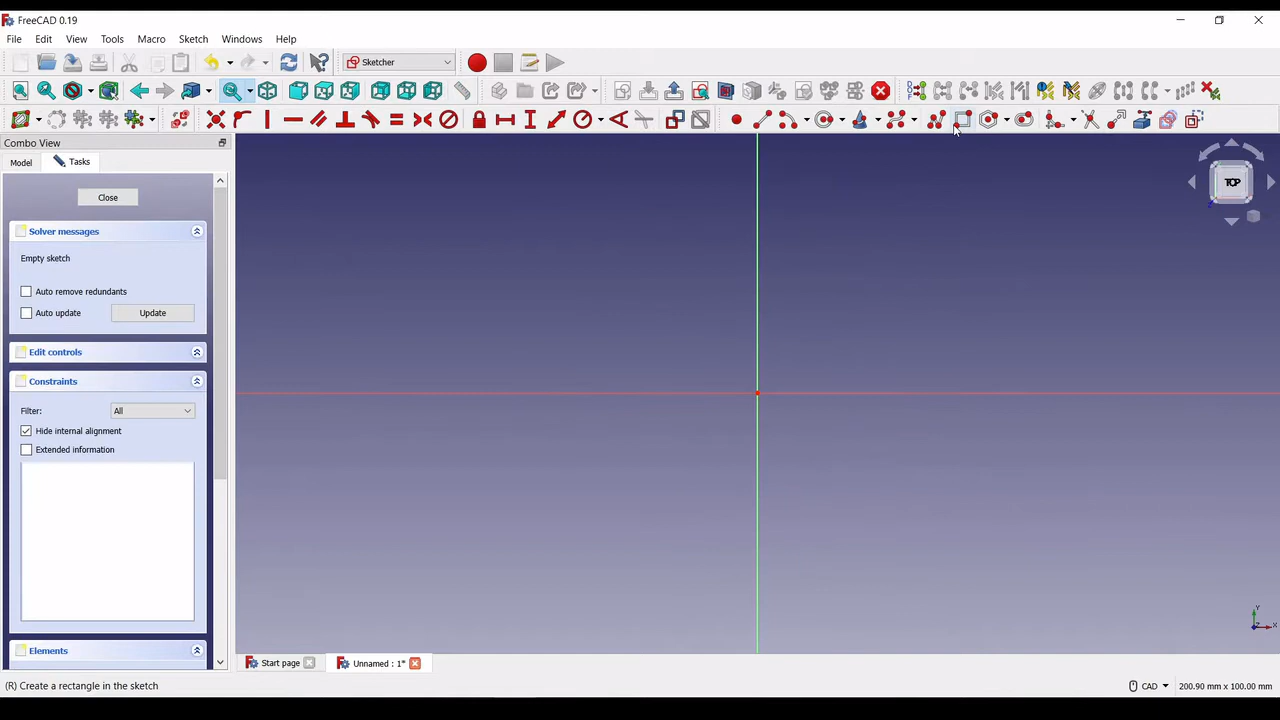 FreeCAD 0.19
File Edit View Tools Macro Sketch Windows Help
Sketcher
Combo View
Model Tasks
Close
Solver messages
Empty sketch
Auto remove redundants
Auto update Update
Edit controls
Constraints
Filter: All
Hide internal alignment
Extended information
Elements
TOP
Y
X
Start page Unnamed : 1*
(R) Create a rectangle in the sketch CAD 200.90 mm x 100.00 mm